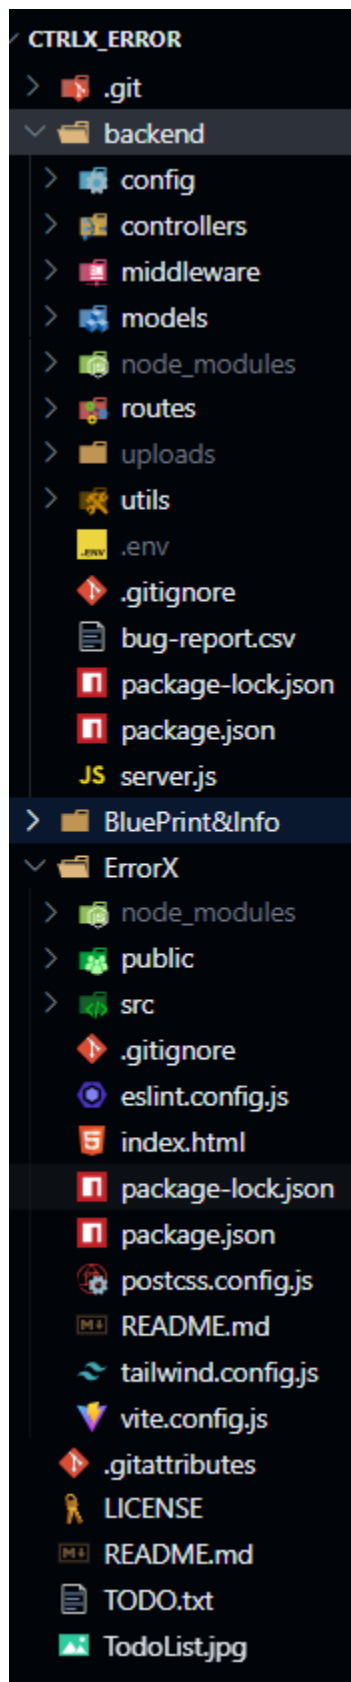 CTRLX_ERROR
.git
backend
config
controllers
middleware
models
node_modules
routes
uploads
utils
.env
.gitignore
bug-report.csv
package-lock.json
package.json
JS server.js
BluePrint&Info
ErrorX
node_modules
public
src
.gitignore
eslint.config.js
index.html
package-lock.json
package.json
postcss.config.js
README.md
tailwind.config.js
vite.config.js
.gitattributes
LICENSE
README.md
TODO.txt
TodoList.jpg